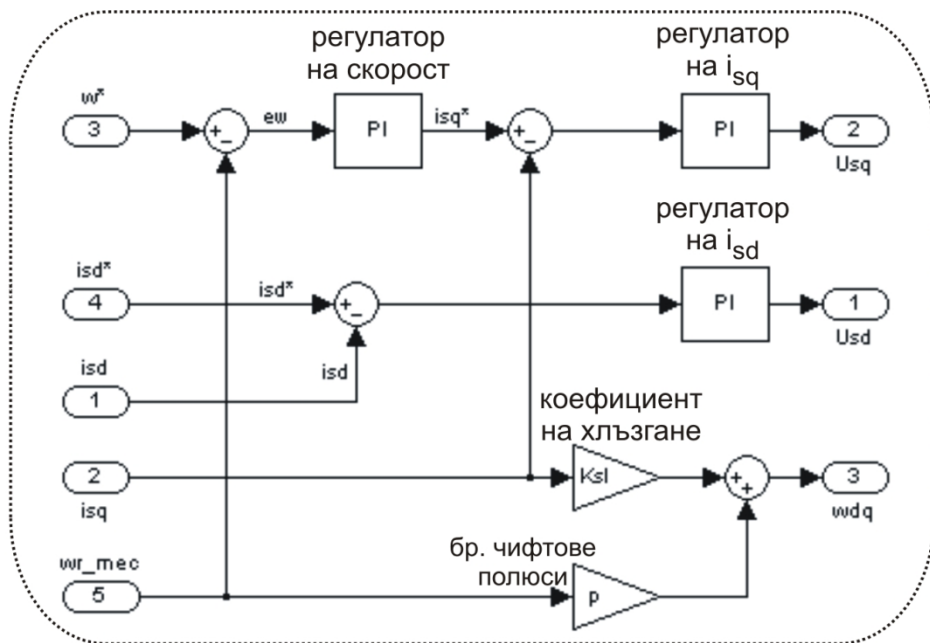 регулатор
на скорост
регулатор
на isq
w*
3
+
-
ew
PI
isq*
+
-
PI
2
Usq
регулатор
на isd
isd*
4
isd*
+
-
PI
1
Usd
isd
1
isd
коефициент
на хлъзгане
2
isq
Ksl
+
+
3
wdq
бр. чифтове
полюси
wr_mec
5
p